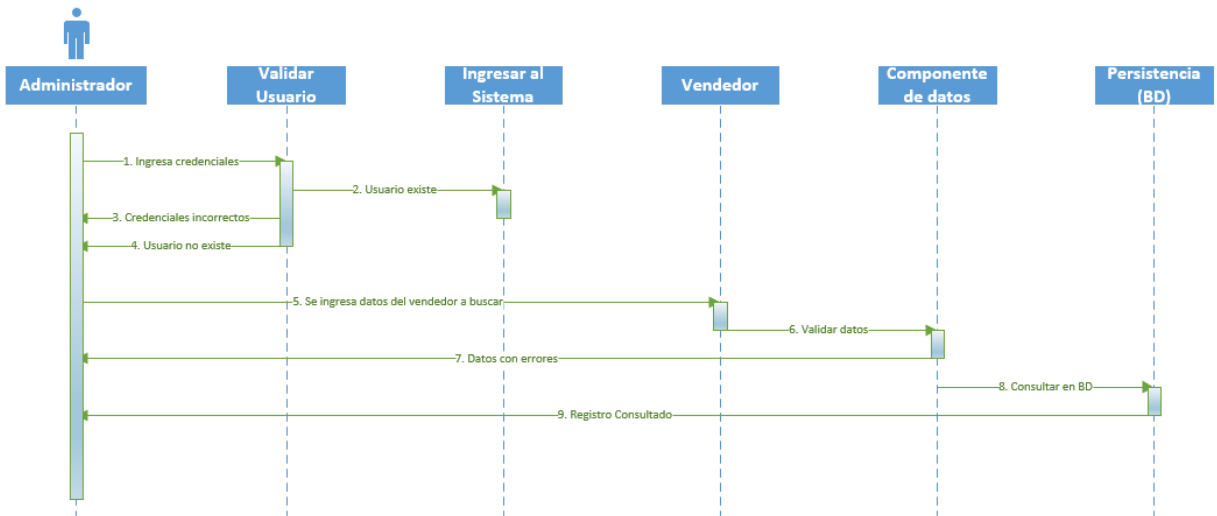 Administrador
Validar
Usuario
Ingresar al
Sistema
Vendedor
Componente
de datos
Persistencia
(BD)
1. Ingresa credenciales
2. Usuario existe
3. Credenciales incorrectos
4. Usuario no existe
5. Se ingresa datos del vendedor a buscar
6. Validar datos
7. Datos con errores
8. Consultar en BD
9. Registro Consultado